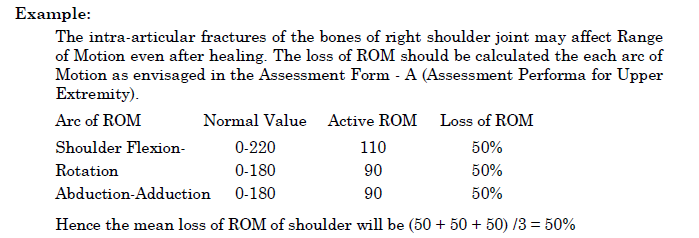 Example:
The intra-articular fractures of the bones of right shoulder joint may affect Range
of Motion even after healing. The loss of ROM should be calculated the each arc of
Motion as envisaged in the Assessment Form - A (Assessment Performa for Upper
Extremity).
Arc of ROM Normal Value Active ROM Loss of ROM
Shoulder Flexion- 0-220 110 50%
Rotation 0-180 90 50%
Abduction-Adduction 0-180 90 50%
Hence the mean loss of ROM of shoulder will be (50 + 50 + 50) /3 = 50%